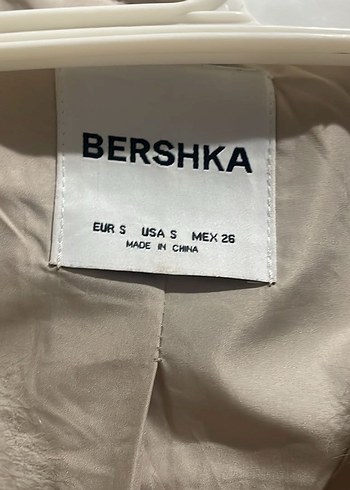 BERSHKA
EUR S USA S MEX 26
MADE IN CHINA